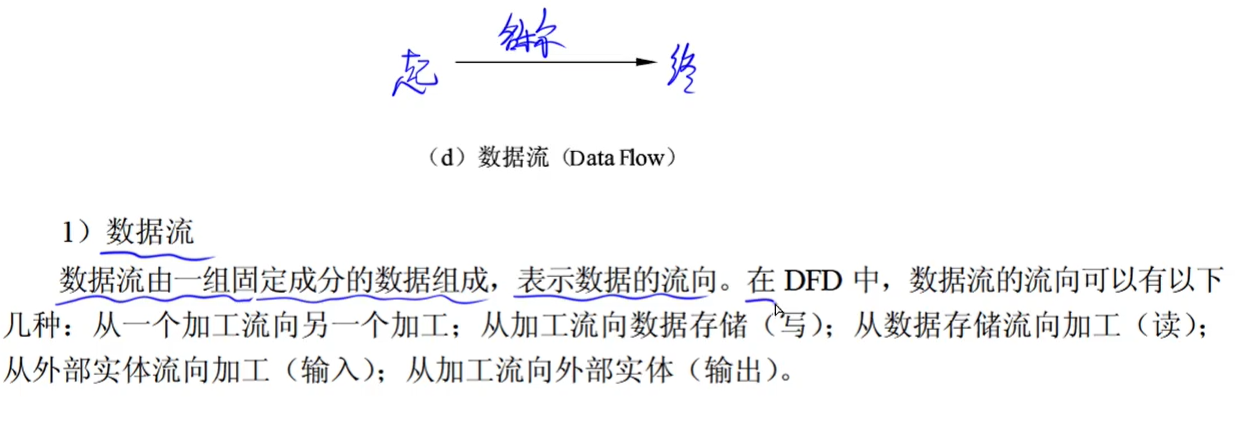 名称
起 终
（d）数据流（Data Flow）
1）数据流
数据流由一组固定成分的数据组成，表示数据的流向。在 DFD 中，数据流的流向可以有以下
几种：从一个加工流向另一个加工；从加工流向数据存储（写）；从数据存储流向加工（读）；
从外部实体流向加工（输入）；从加工流向外部实体（输出）。